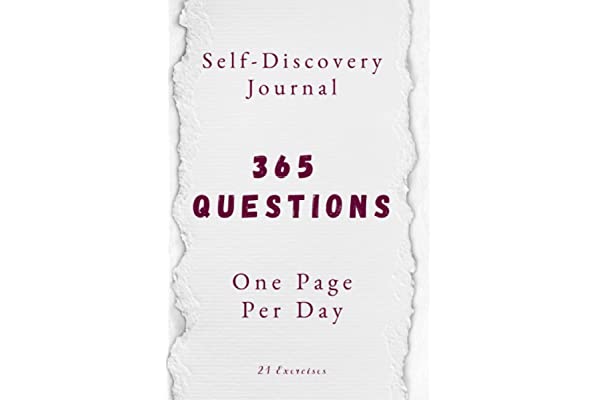 Self-Discovery
Journal
365
QUESTIONS
One Page
Per Day
21 Exercises